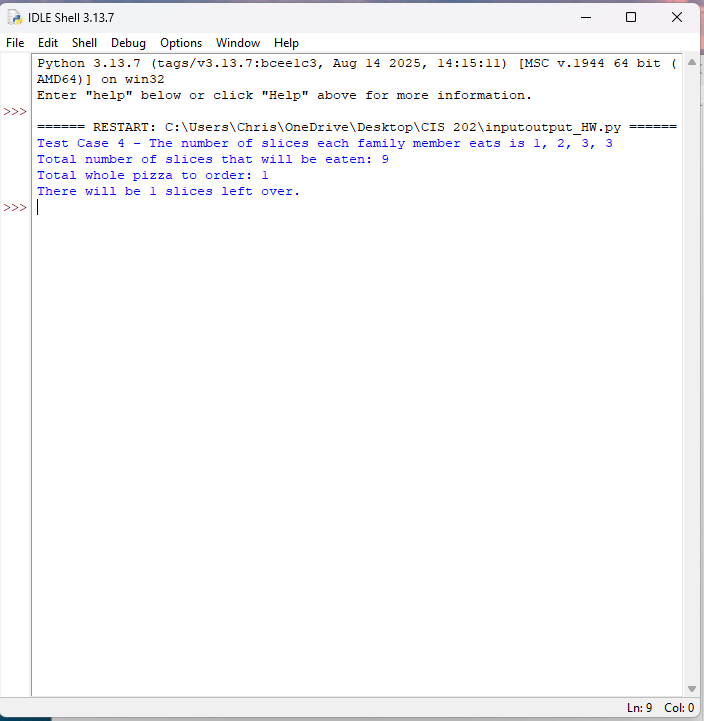 IDLE Shell 3.13.7
File Edit Shell Debug Options Window Help
Python 3.13.7 (tags/v3.13.7:bcee1c3, Aug 14 2025, 14:15:11) [MSC v.1944 64 bit (
AMD64)] on win32
Enter "help" below or click "Help" above for more information.
>>>
====== RESTART: C:\Users\Chris\OneDrive\Desktop\CIS 202\inputoutput_HW.py ======
Test Case 4 - The number of slices each family member eats is 1, 2, 3, 3
Total number of slices that will be eaten: 9
Total whole pizza to order: 1
There will be 1 slices left over.
>>>
Ln: 9 Col: 0